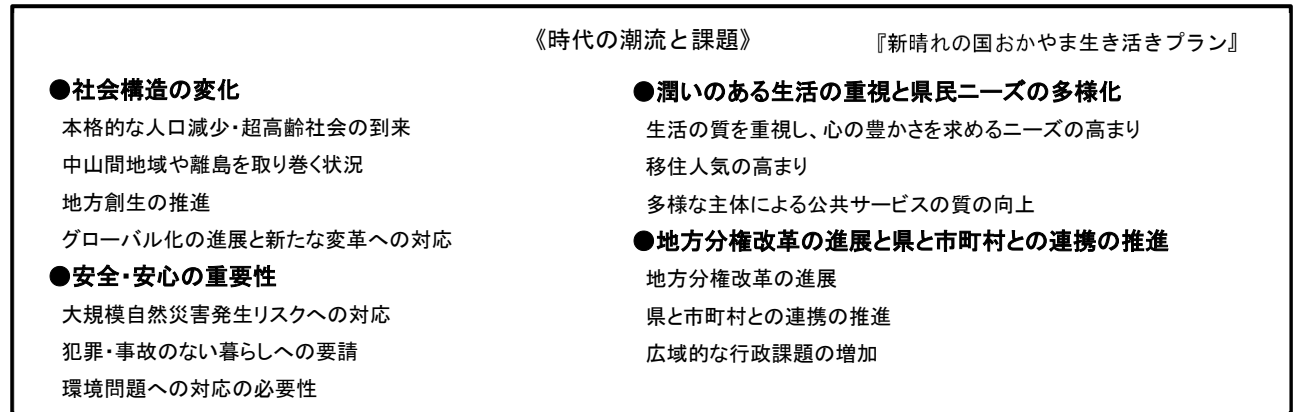 《時代の潮流と課題》
『新晴れの国おかやま生き活きプラン』
●社会構造の変化
本格的な人口減少・超高齢社会の到来
中山間地域や離島を取り巻く状況
地方創生の推進
グローバル化の進展と新たな変革への対応
●安全・安心の重要性
大規模自然災害発生リスクへの対応
犯罪・事故のない暮らしへの要請
環境問題への対応の必要性
●潤いのある生活の重視と県民ニーズの多様化
生活の質を重視し、心の豊かさを求めるニーズの高まり
移住人気の高まり
多様な主体による公共サービスの質の向上
●地方分権改革の進展と県と市町村との連携の推進
地方分権改革の進展
県と市町村との連携の推進
広域的な行政課題の増加